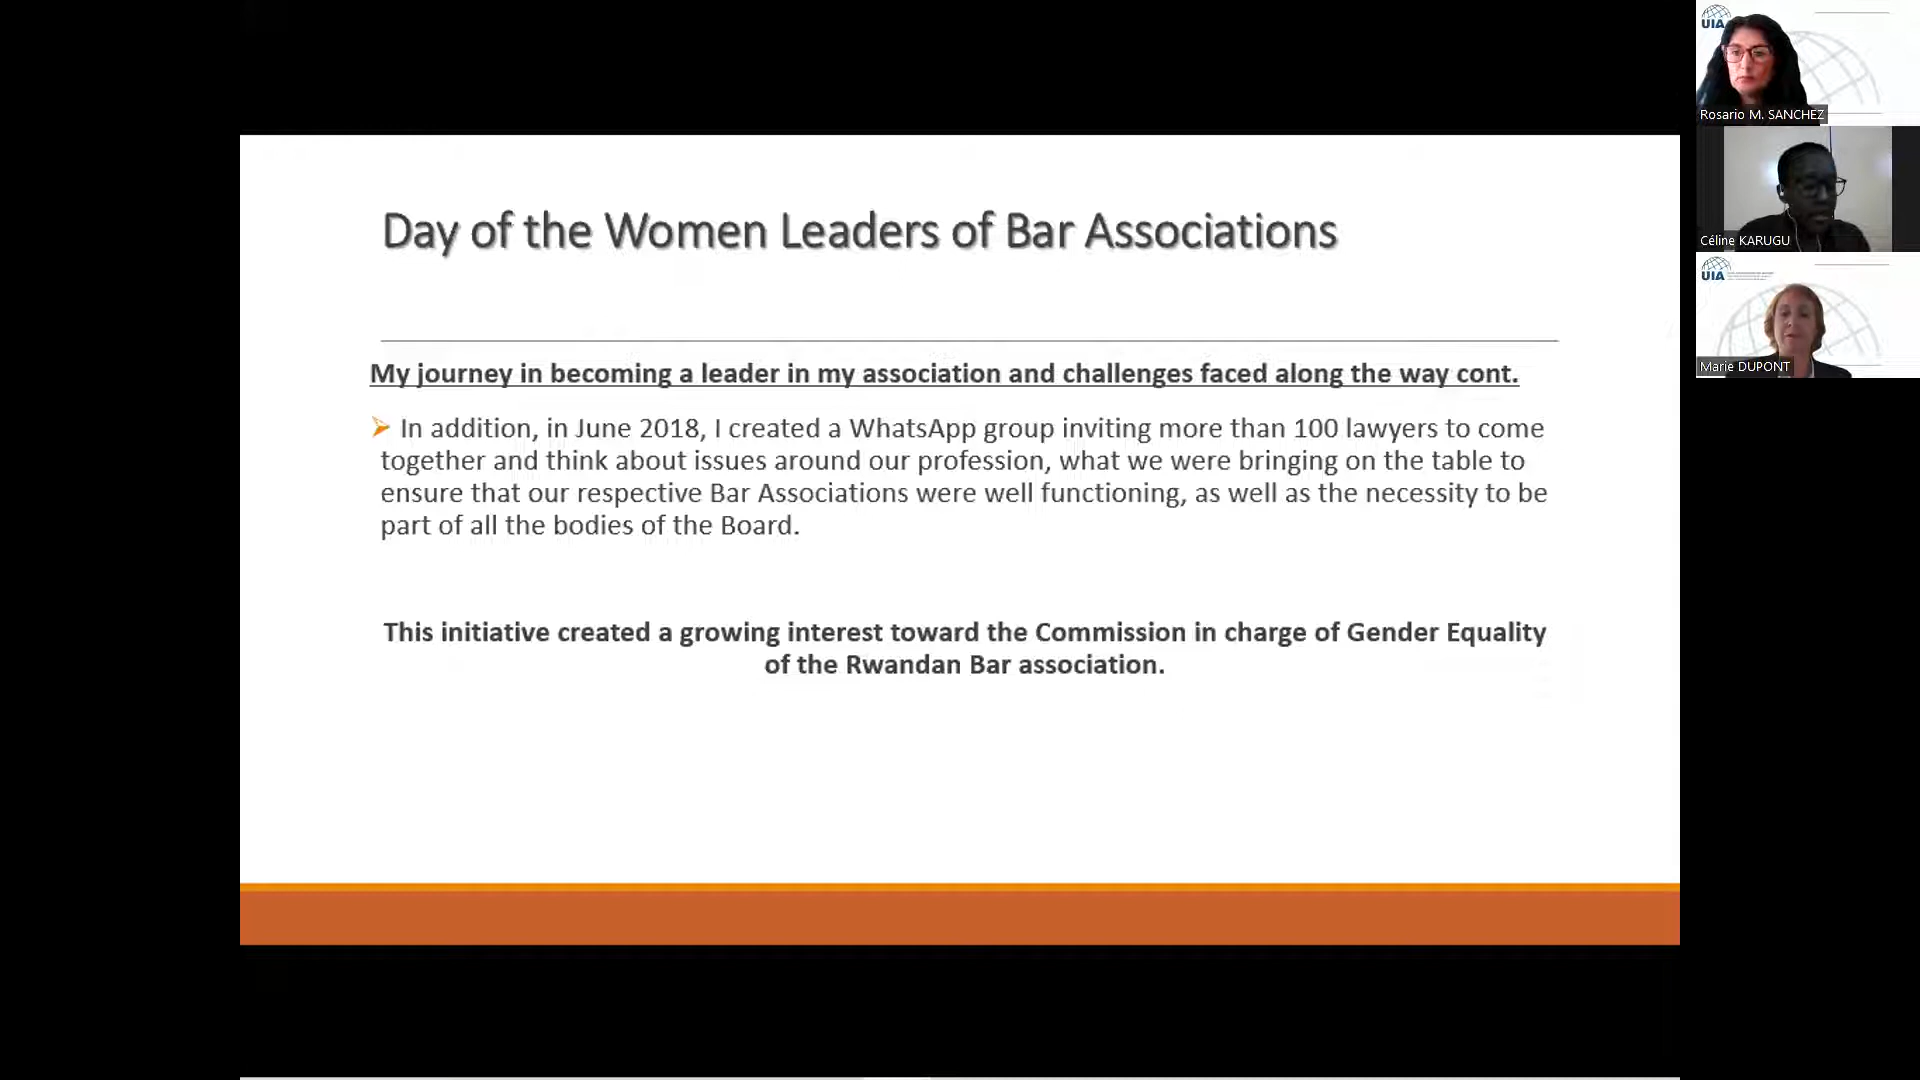 Day of the Women Leaders of Bar Associations
My journey in becoming a leader in my association and challenges faced along the way cont.
In addition, in June 2018, I created a WhatsApp group inviting more than 100 lawyers to come
together and think about issues around our profession, what we were bringing on the table to
ensure that our respective Bar Associations were well functioning, as well as the necessity to be
part of all the bodies of the Board.
This initiative created a growing interest toward the Commission in charge of Gender Equality
of the Rwandan Bar association.
UIA
Rosario M. SANCHEZ
Céline KARUGU
UIA
Marie DUPONT